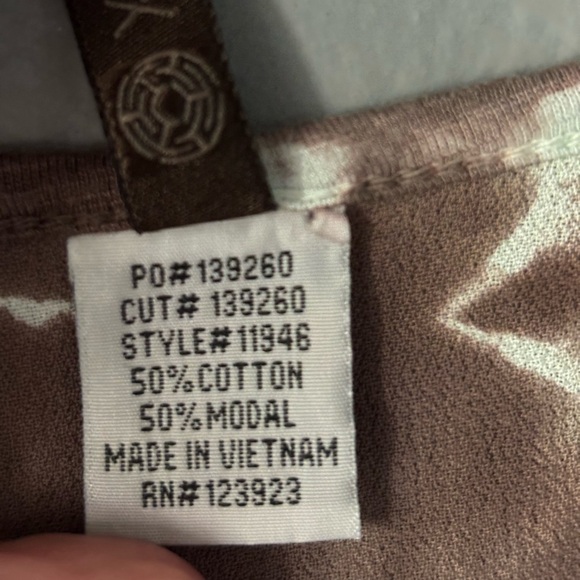 PO#139260
CUT# 139260
STYLE#11946
50%COTTON
50%MODAL
MADE IN VIETNAM
RN#123923